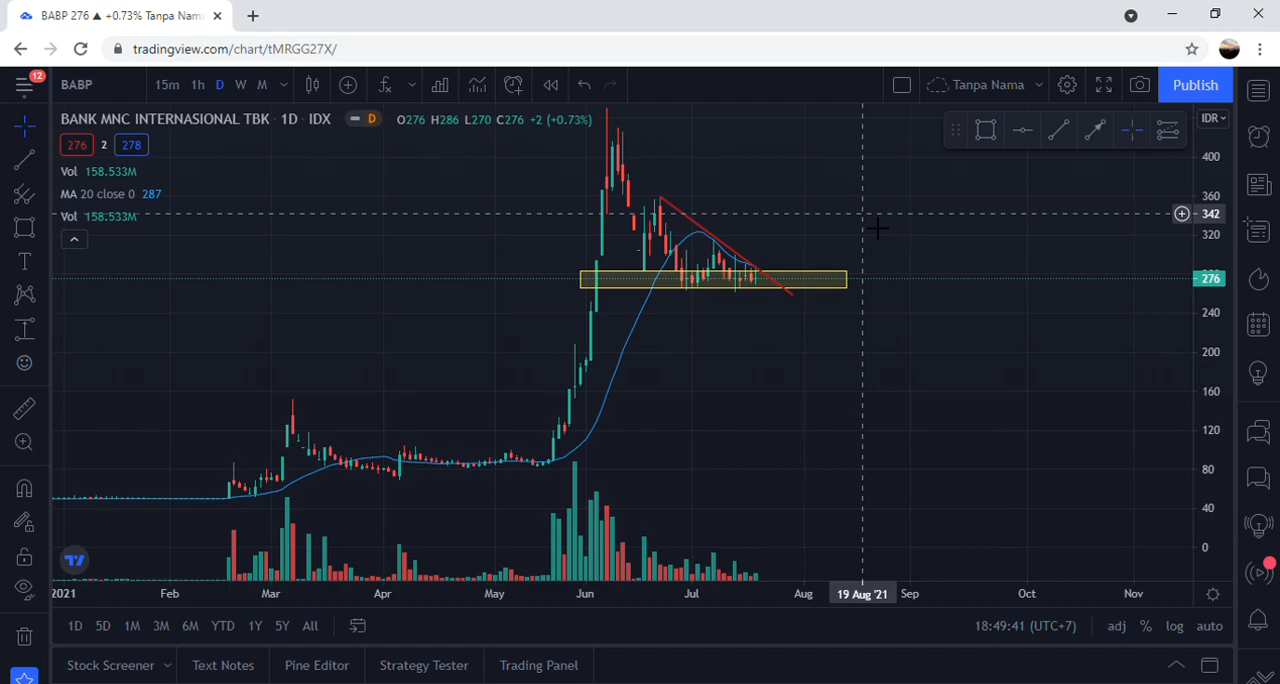 BABP 276 ▲ +0.73% Tanpa Nam
tradingview.com/chart/tMRGG27X/
12
BABP
15m 1h D W M
Tanpa Nama
Publish
BANK MNC INTERNASIONAL TBK · 1D · IDX
D
O276 H286 L270 C276 +2 (+0.73%)
IDR
276 2 278
Vol 158.533M
MA 20 close 0 287
Vol 158.533M
400
360
342
320
276
240
200
160
120
80
40
0
2021 Feb Mar Apr May Jun Jul Aug 19 Aug '21 Sep Oct Nov
1D 5D 1M 3M 6M YTD 1Y 5Y All
18:49:41 (UTC+7)
adj % log auto
Stock Screener Text Notes Pine Editor Strategy Tester Trading Panel